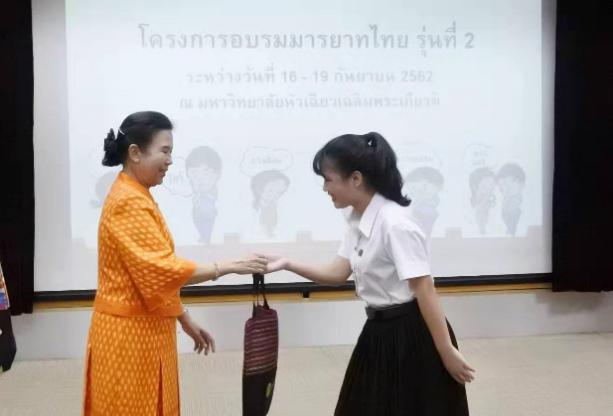 โครงการอบรมมารยาทไทย รุ่นที่ 2
ระหว่างวันที่ 16 - 19 กันยายน 2562
ณ มหาวิทยาลัยหัวเฉียวเฉลิมพระเกียรติ